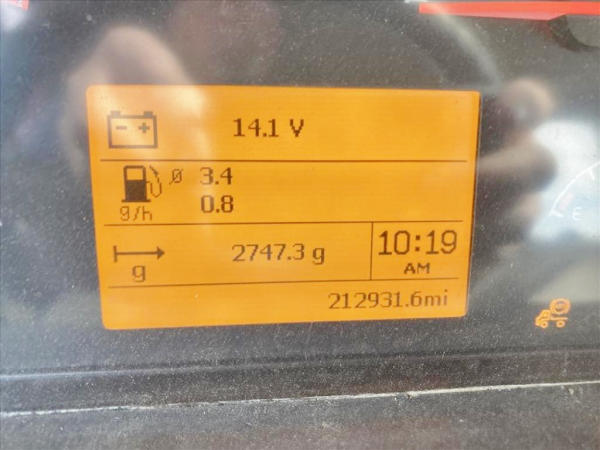 14.1 V
ø 3.4
g/h 0.8
g 2747.3 g
10:19
AM
212931.6mi
E